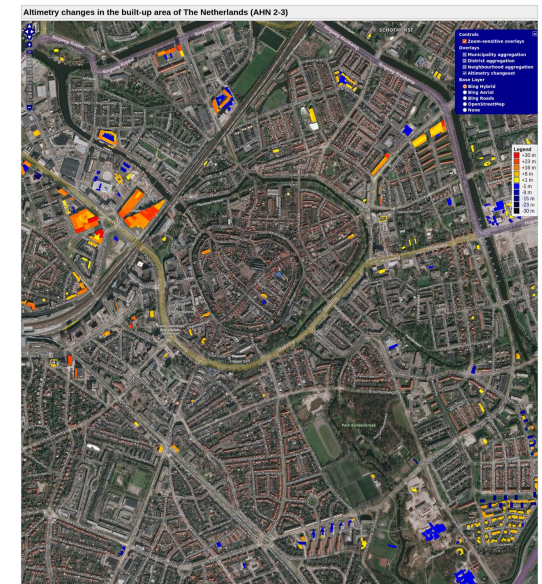 Altimetry changes in the built-up area of The Netherlands (AHN 2-3)
SCHOTHORST
Controls
Zoom-sensitive overlays
Overlays
Municipality aggregation
District aggregation
Neighbourhood aggregation
Altimetry changeset
Base Layer
Bing Hybrid
Bing Aerial
Bing Roads
OpenStreetMap
None
Legend
+30 m
+23 m
+16 m
+8 m
+1 m
-1 m
-8 m
-15 m
-23 m
-30 m
Park Randenbroek